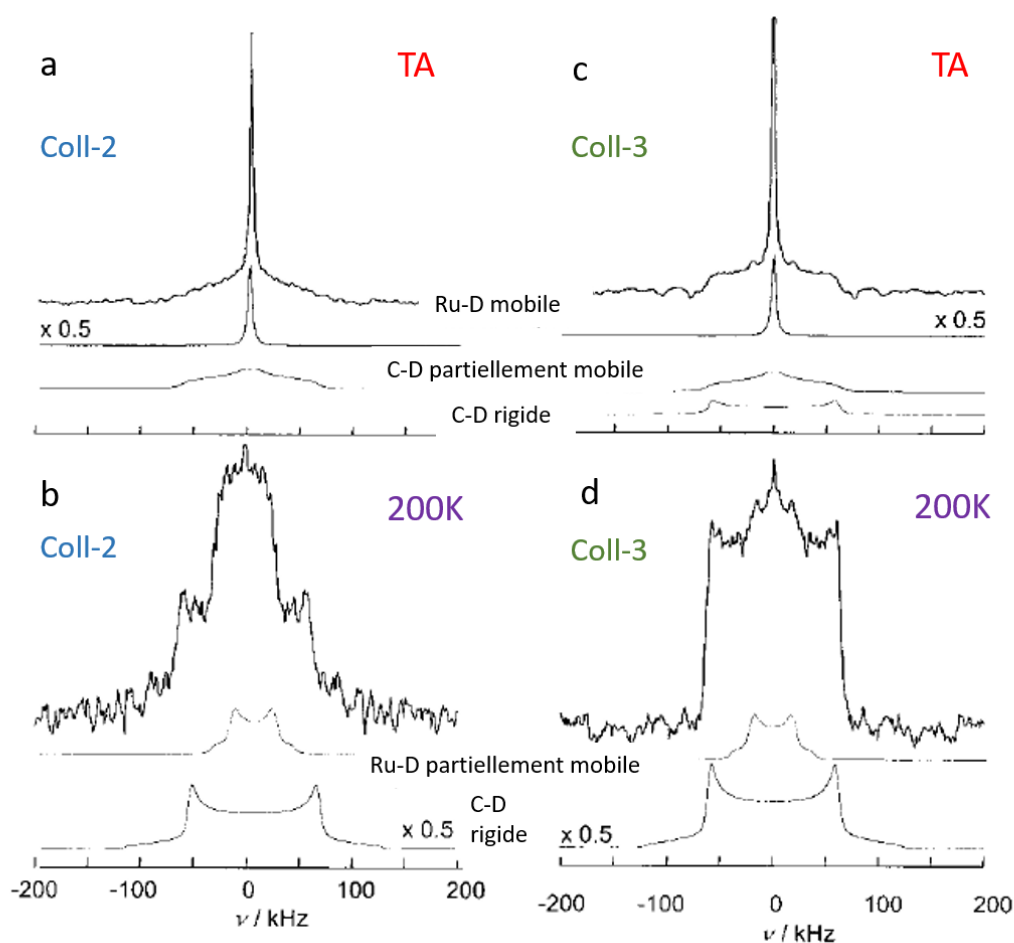 a
TA
Coll-2
c
TA
Coll-3
Ru-D mobile
x 0.5
x 0.5
C-D partiellement mobile
C-D rigide
b
200K
Coll-2
d
200K
Coll-3
Ru-D partiellement mobile
C-D
rigide
x 0.5
x 0.5
-200 -100 0 100 200
ν / kHz
-200 -100 0 100 200
ν / kHz